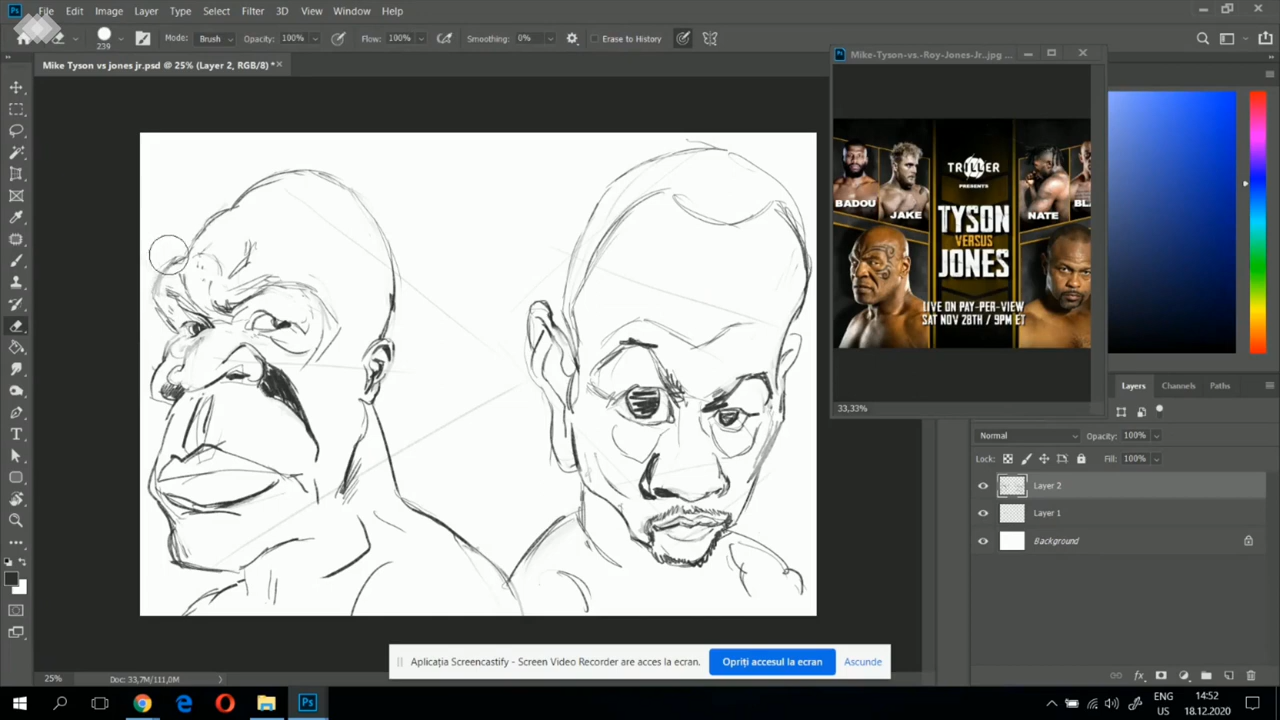 Ps File Edit Image Layer Type Select Filter 3D View Window Help
239 Mode: Brush Opacity: 100% Flow: 100% Smoothing: 0% Erase to History
Mike Tyson vs jones jr.psd @ 25% (Layer 2, RGB/8) *
Mike-Tyson-vs.-Roy-Jones-Jr..jpg ...
TRILLER
PRESENTS
BADOU
JAKE
TYSON
VERSUS
JONES
NATE
BL
LIVE ON PAY-PER-VIEW
SAT NOV 28TH / 9PM ET
33,33%
Layers Channels Paths
Normal Opacity: 100%
Lock: Fill: 100%
Layer 2
Layer 1
Background
Aplicația Screencastify - Screen Video Recorder are acces la ecran.
Opriți accesul la ecran
Ascunde
25% Doc: 33,7M/111,0M
Ps
ENG
US
14:52
18.12.2020